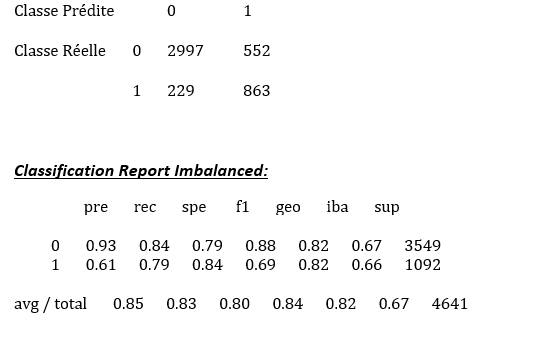 Classe Prédite 0 1
Classe Réelle 0 2997 552
1 229 863
Classification Report Imbalanced:
pre rec spe f1 geo iba sup
0 0.93 0.84 0.79 0.88 0.82 0.67 3549
1 0.61 0.79 0.84 0.69 0.82 0.66 1092
avg / total 0.85 0.83 0.80 0.84 0.82 0.67 4641